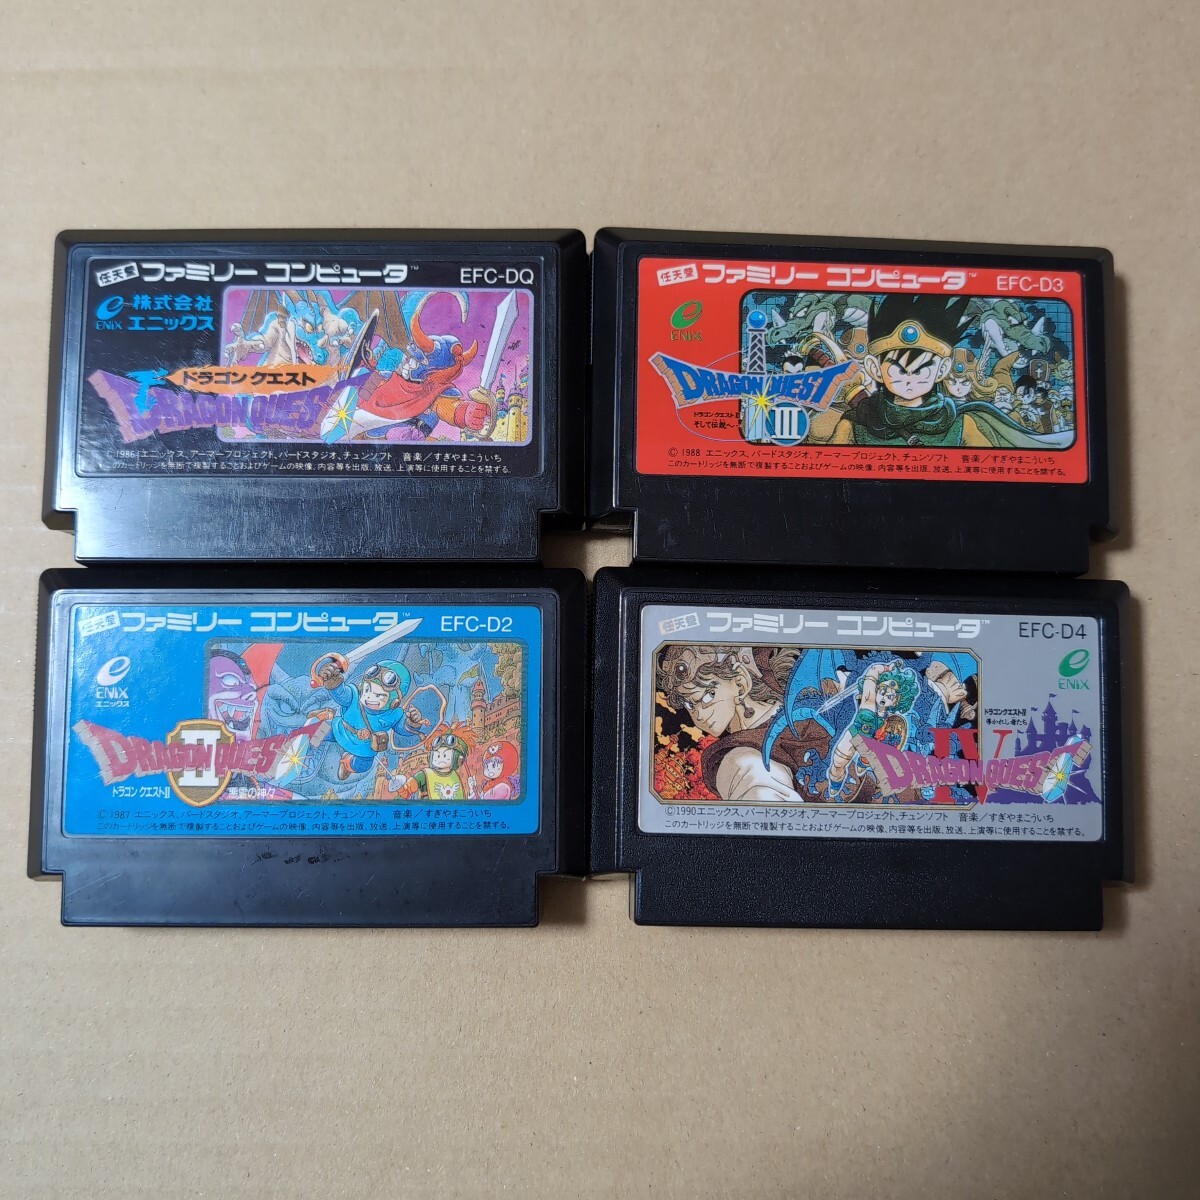 任天堂 ファミリー コンピュータ™ EFC-DQ
ENIX 株式会社
エニックス
ドラゴン クエスト
DRAGON QUEST
© 1986 エニックス、アーマープロジェクト、バードスタジオ、チュンソフト 音楽/すぎやまこういち
このカートリッジを無断で複製することおよびゲームの映像、内容等を出版、放送、上演等に使用することを禁ずる。
任天堂 ファミリー コンピュータ™ EFC-D3
ENIX
DRAGON QUEST
III
そして伝説へ…
© 1988 エニックス、バードスタジオ、アーマープロジェクト、チュンソフト 音楽/すぎやまこういち
このカートリッジを無断で複製することおよびゲームの映像、内容等を出版、放送、上演等に使用することを禁ずる。
任天堂 ファミリー コンピュータ™ EFC-D2
ENIX
エニックス
DRAGON QUEST
II
ドラゴン クエストII 悪霊の神々
© 1987 エニックス、バードスタジオ、アーマープロジェクト、チュンソフト 音楽/すぎやまこういち
このカートリッジを無断で複製することおよびゲームの映像、内容等を出版、放送、上演等に使用することを禁ずる。
任天堂 ファミリー コンピュータ™ EFC-D4
ENIX
ドラゴンクエストIV
導かれし者たち
IV
DRAGON QUEST
© 1990 エニックス、バードスタジオ、アーマープロジェクト、チュンソフト 音楽/すぎやまこういち
このカートリッジを無断で複製することおよびゲームの映像、内容等を出版、放送、上演等に使用することを禁ずる。